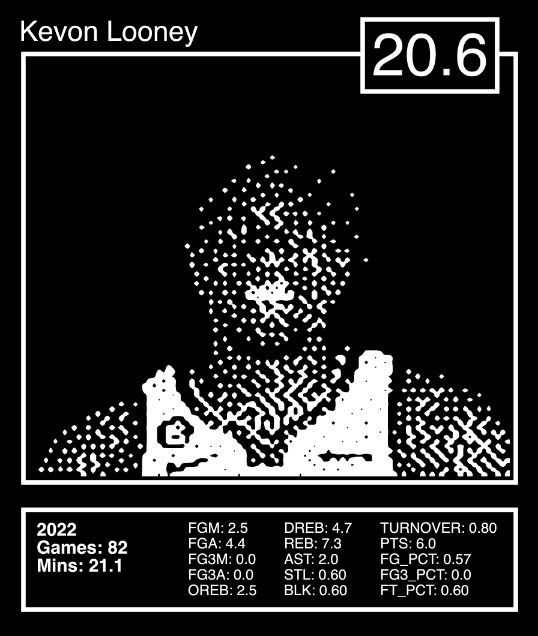 Kevon Looney
20.6
2022
Games: 82
Mins: 21.1
FGM: 2.5
FGA: 4.4
FG3M: 0.0
FG3A: 0.0
OREB: 2.5
DREB: 4.7
REB: 7.3
AST: 2.0
STL: 0.60
BLK: 0.60
TURNOVER: 0.80
PTS: 6.0
FG_PCT: 0.57
FG3_PCT: 0.0
FT_PCT: 0.60